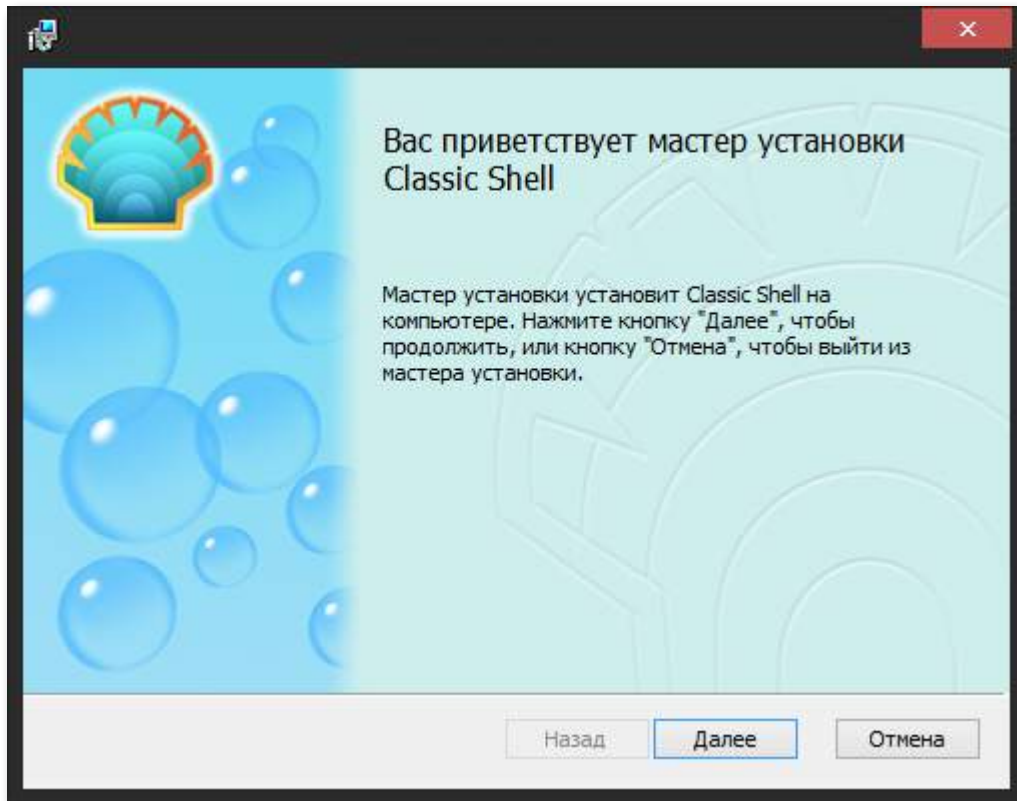 Вас приветствует мастер установки
Classic Shell
Мастер установки установит Classic Shell на
компьютере. Нажмите кнопку "Далее", чтобы
продолжить, или кнопку "Отмена", чтобы выйти из
мастера установки.
Назад Далее Отмена